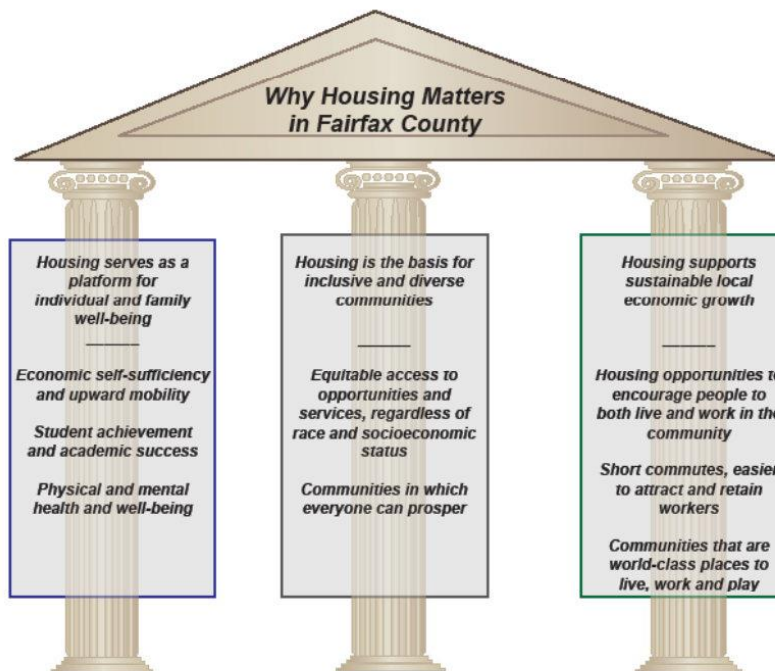 Why Housing Matters
in Fairfax County
Housing serves as a
platform for
individual and family
well-being
Economic self-sufficiency
and upward mobility
Student achievement
and academic success
Physical and mental
health and well-being
Housing is the basis for
inclusive and diverse
communities
Equitable access to
opportunities and
services, regardless of
race and socioeconomic
status
Communities in which
everyone can prosper
Housing supports
sustainable local
economic growth
Housing opportunities to
encourage people to
both live and work in the
community
Short commutes, easier
to attract and retain
workers
Communities that are
world-class places to
live, work and play